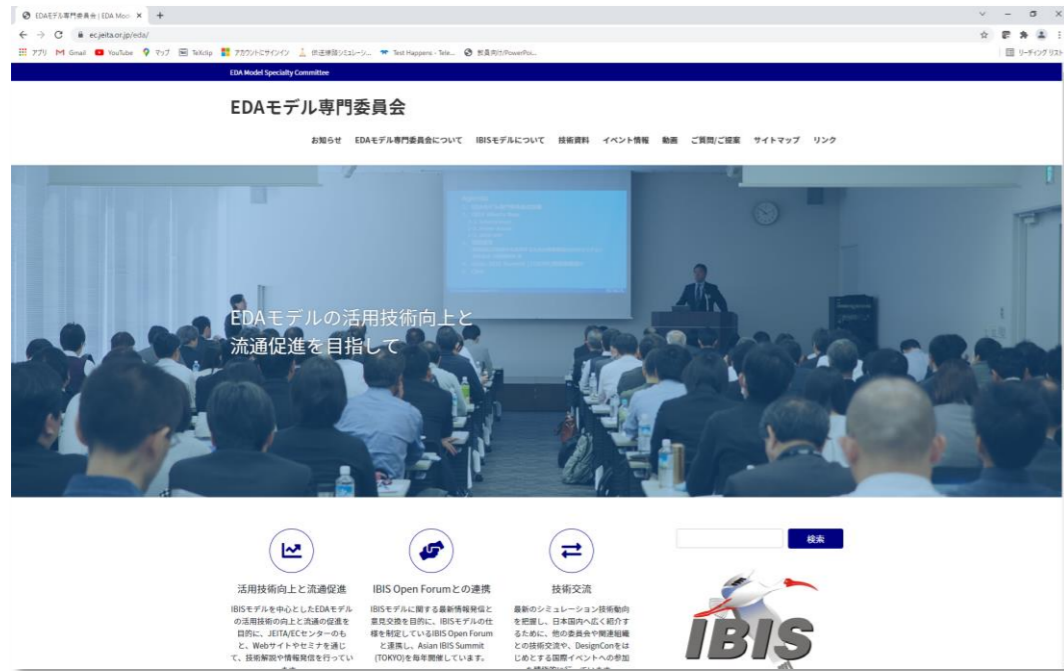 EDAモデル専門委員会 | EDA Mo
ec.jeita.or.jp/eda/
アプリ Gmail YouTube マップ TeXclip アカウントにサインイン Test Happens - Tele... 教員向けPowerPoi...
リーディング リスト
EDA Model Specialty Committee
EDAモデル専門委員会
お知らせ EDAモデル専門委員会について IBISモデルについて 技術資料 イベント情報 動画 ご質問/ご提案 サイトマップ リンク
EDAモデルの活用技術向上と
流通促進を目指して
検索
活用技術向上と流通促進
IBISモデルを中心としたEDAモデル
の活用技術の向上と流通の促進を
目的に、JEITA/ECセンターのも
と、Webサイトやセミナを通じ
て、技術解説や情報発信を行ってい
ます。
IBIS Open Forumとの連携
IBISモデルに関する最新情報発信と
意見交換を目的に、IBISモデルの仕
様を制定しているIBIS Open Forum
と連携し、Asian IBIS Summit
(TOKYO)を毎年開催しています。
技術交流
最新のシミュレーション技術動向
を把握し、日本国内へ広く紹介す
るために、他の委員会や関連組織
との技術交流や、DesignConをは
じめとする国際イベントへの参加
IBIS